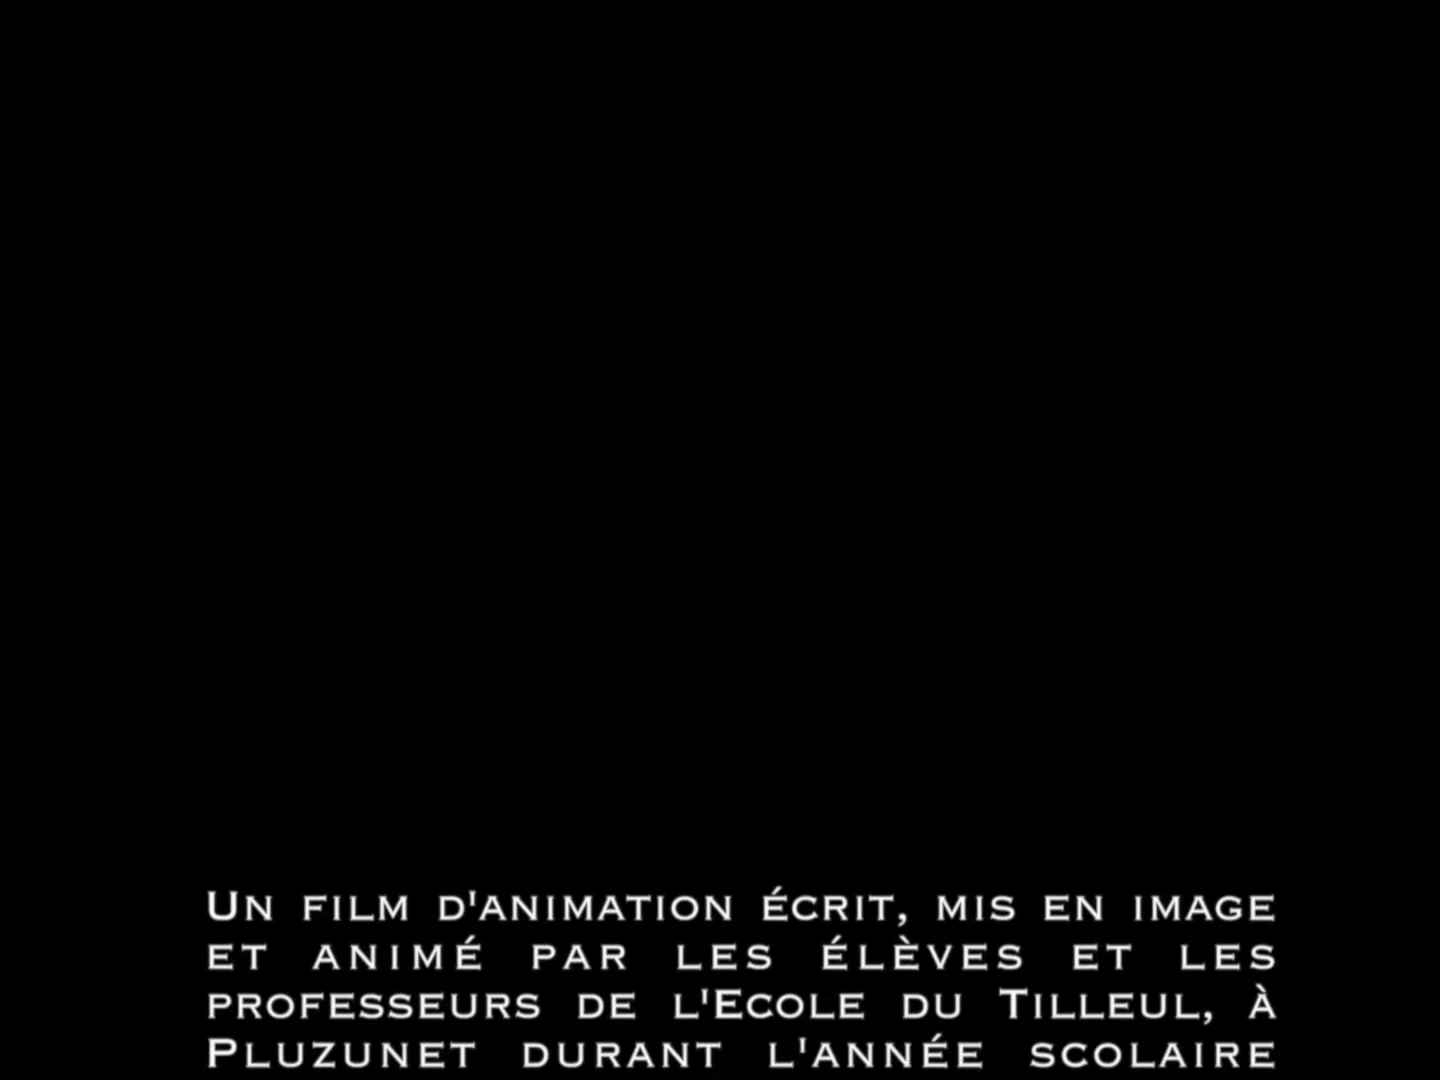 Un film d'animation écrit, mis en image
et animé par les élèves et les
professeurs de l'Ecole du Tilleul, à
Pluzunet durant l'année scolaire